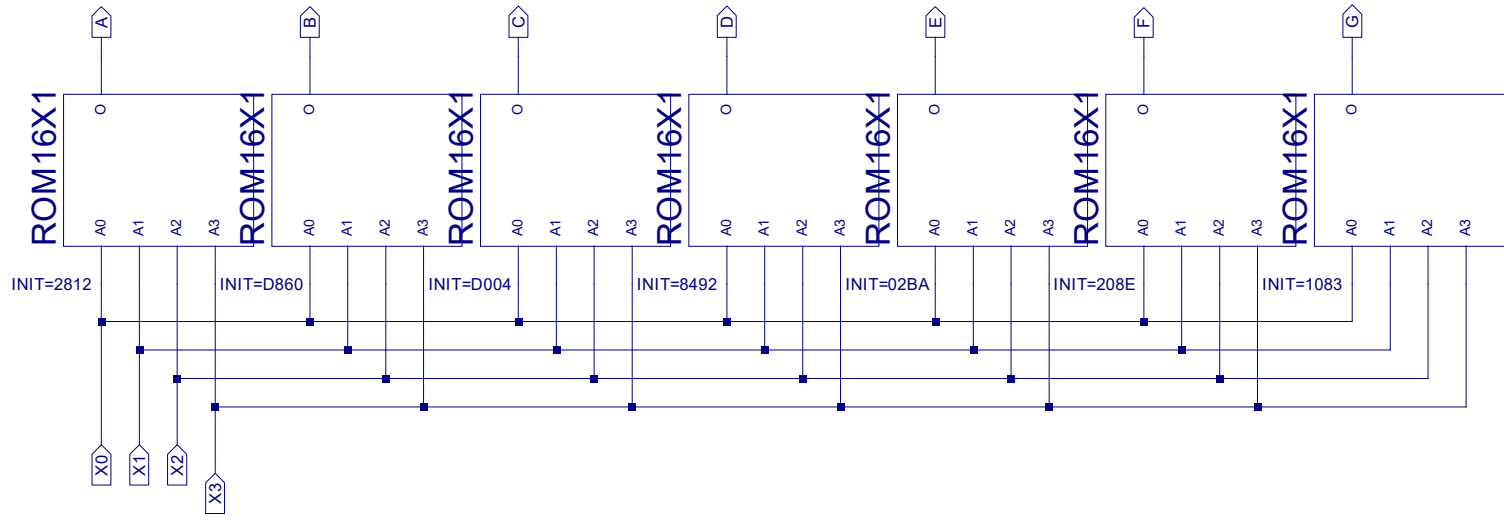 A B C D E F G
ROM16X1 ROM16X1 ROM16X1 ROM16X1 ROM16X1 ROM16X1 ROM16X1
O O O O O O O
A0 A1 A2 A3 A0 A1 A2 A3 A0 A1 A2 A3 A0 A1 A2 A3 A0 A1 A2 A3 A0 A1 A2 A3 A0 A1 A2 A3
INIT=2812 INIT=D860 INIT=D004 INIT=8492 INIT=02BA INIT=208E INIT=1083
X0 X1 X2
X3